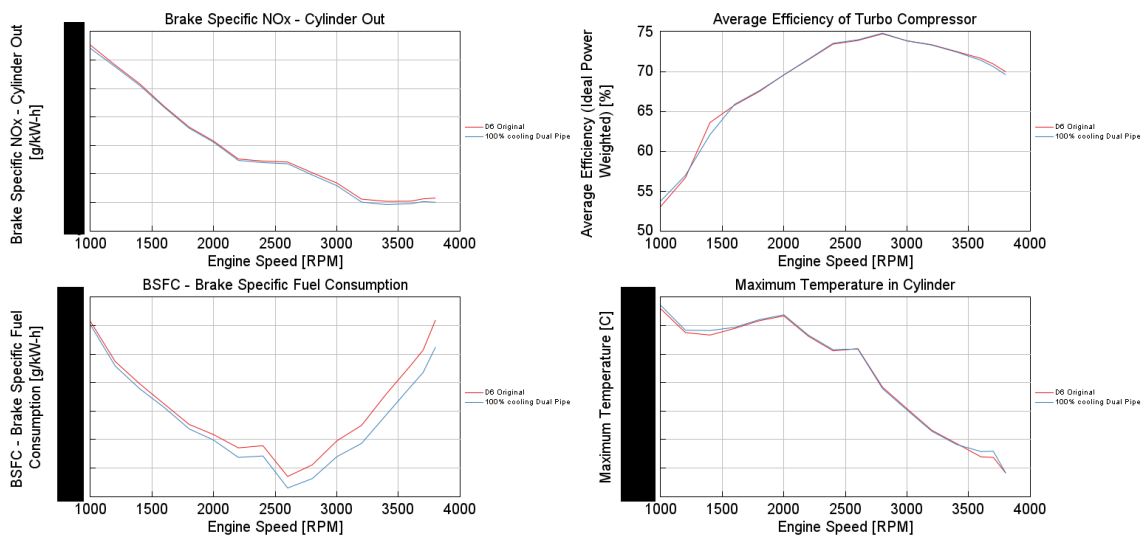 Brake Specific NOx - Cylinder Out
Brake Specific NOx - Cylinder Out
[g/kW-h]
D6 Original
100% cooling Dual Pipe
1000 1500 2000 2500 3000 3500 4000
Engine Speed [RPM]
Average Efficiency of Turbo Compressor
Average Efficiency (Ideal Power
Weighted) [%]
75
70
65
60
55
50
D6 Original
100% cooling Dual Pipe
1000 1500 2000 2500 3000 3500 4000
Engine Speed [RPM]
BSFC - Brake Specific Fuel Consumption
BSFC - Brake Specific Fuel
Consumption [g/kW-h]
D6 Original
100% cooling Dual Pipe
1000 1500 2000 2500 3000 3500 4000
Engine Speed [RPM]
Maximum Temperature in Cylinder
Maximum Temperature [C]
D6 Original
100% cooling Dual Pipe
1000 1500 2000 2500 3000 3500 4000
Engine Speed [RPM]